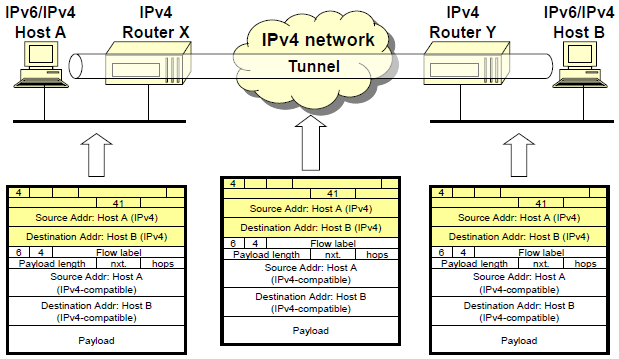 IPv6/IPv4
Host A
IPv4
Router X
IPv4 network
Tunnel
IPv4
Router Y
IPv6/IPv4
Host B
4
41
Source Addr: Host A (IPv4)
Destination Addr: Host B (IPv4)
6 4 Flow label
Payload length nxt. hops
Source Addr: Host A
(IPv4-compatible)
Destination Addr: Host B
(IPv4-compatible)
Payload
4
41
Source Addr: Host A (IPv4)
Destination Addr: Host B (IPv4)
6 4 Flow label
Payload length nxt. hops
Source Addr: Host A
(IPv4-compatible)
Destination Addr: Host B
(IPv4-compatible)
Payload
4
41
Source Addr: Host A (IPv4)
Destination Addr: Host B (IPv4)
6 4 Flow label
Payload length nxt. hops
Source Addr: Host A
(IPv4-compatible)
Destination Addr: Host B
(IPv4-compatible)
Payload